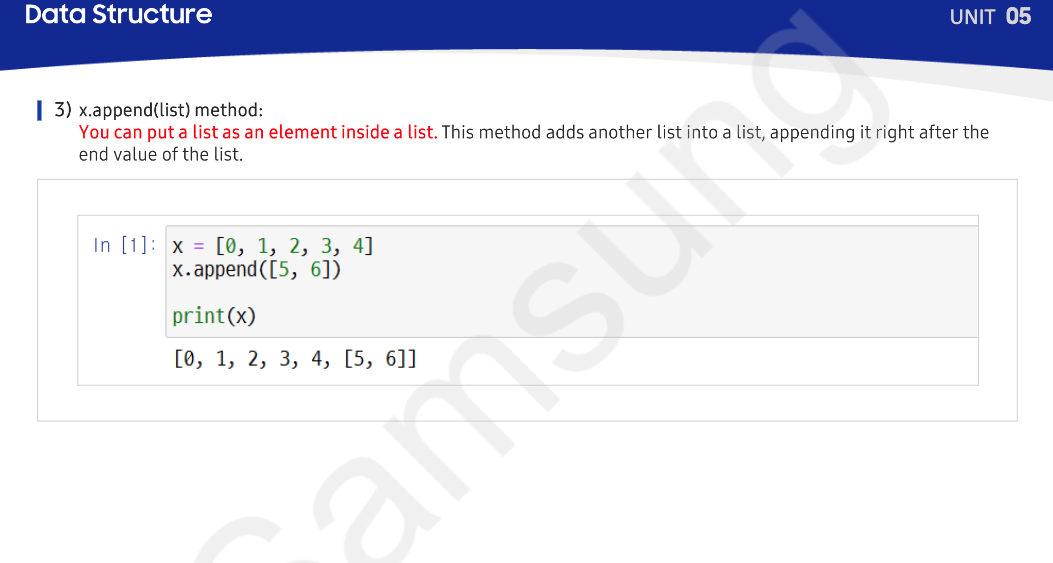 Data Structure
UNIT 05
3) x.append(list) method:
You can put a list as an element inside a list. This method adds another list into a list, appending it right after the
end value of the list.
In [1]: x = [0, 1, 2, 3, 4]
x.append([5, 6])
print(x)
[0, 1, 2, 3, 4, [5, 6]]
Samsung